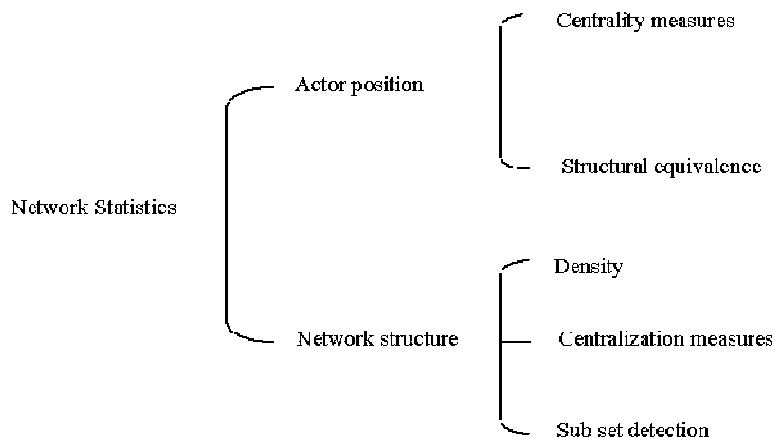 Centrality measures
Actor position
Structural equivalence
Network Statistics
Density
Network structure
Centralization measures
Sub set detection